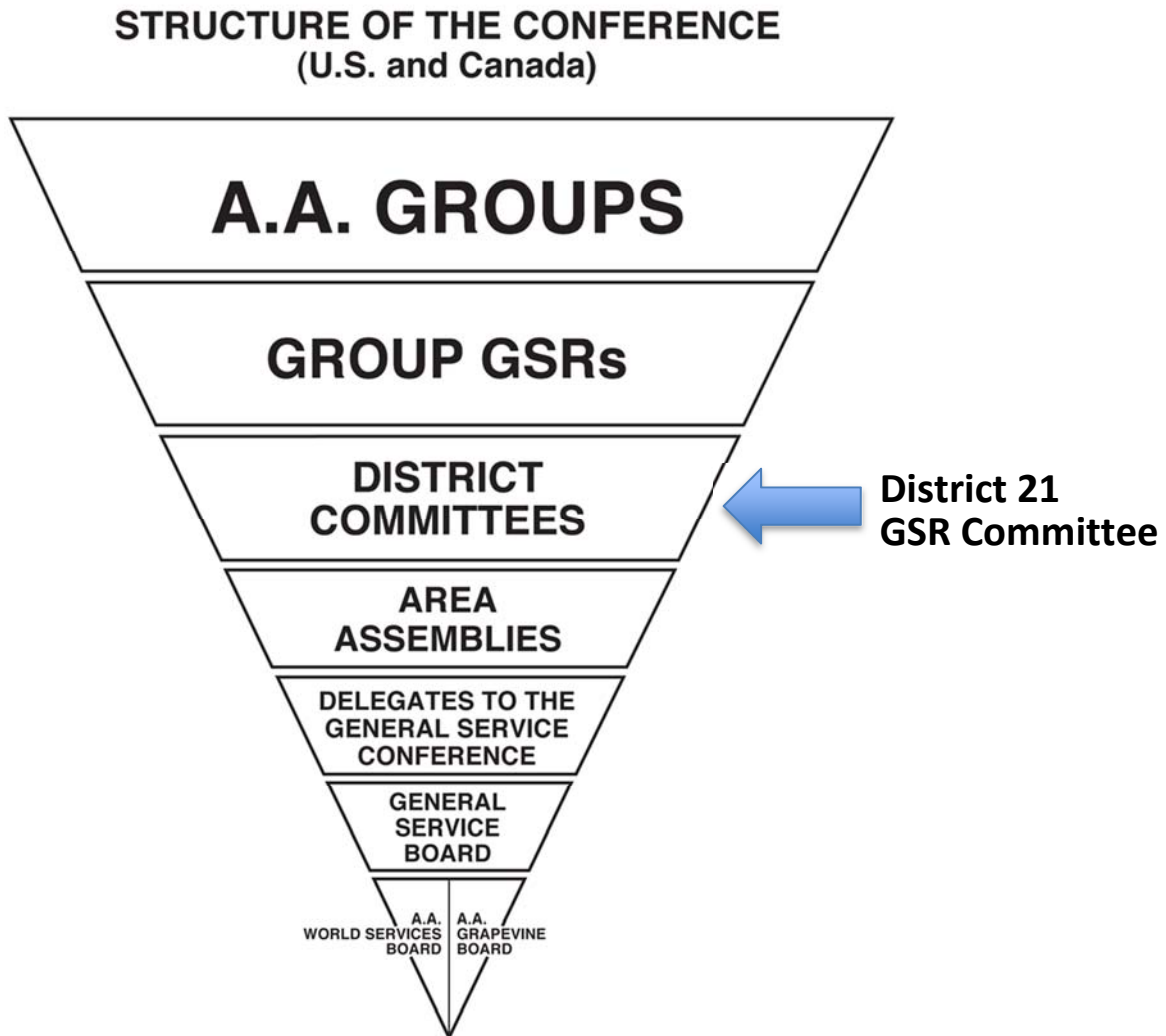 STRUCTURE OF THE CONFERENCE
(U.S. and Canada)
A.A. GROUPS
GROUP GSRs
DISTRICT
COMMITTEES
District 21
GSR Committee
AREA
ASSEMBLIES
DELEGATES TO THE
GENERAL SERVICE
CONFERENCE
GENERAL
SERVICE
BOARD
A.A.
WORLD SERVICES
BOARD
A.A.
GRAPEVINE
BOARD